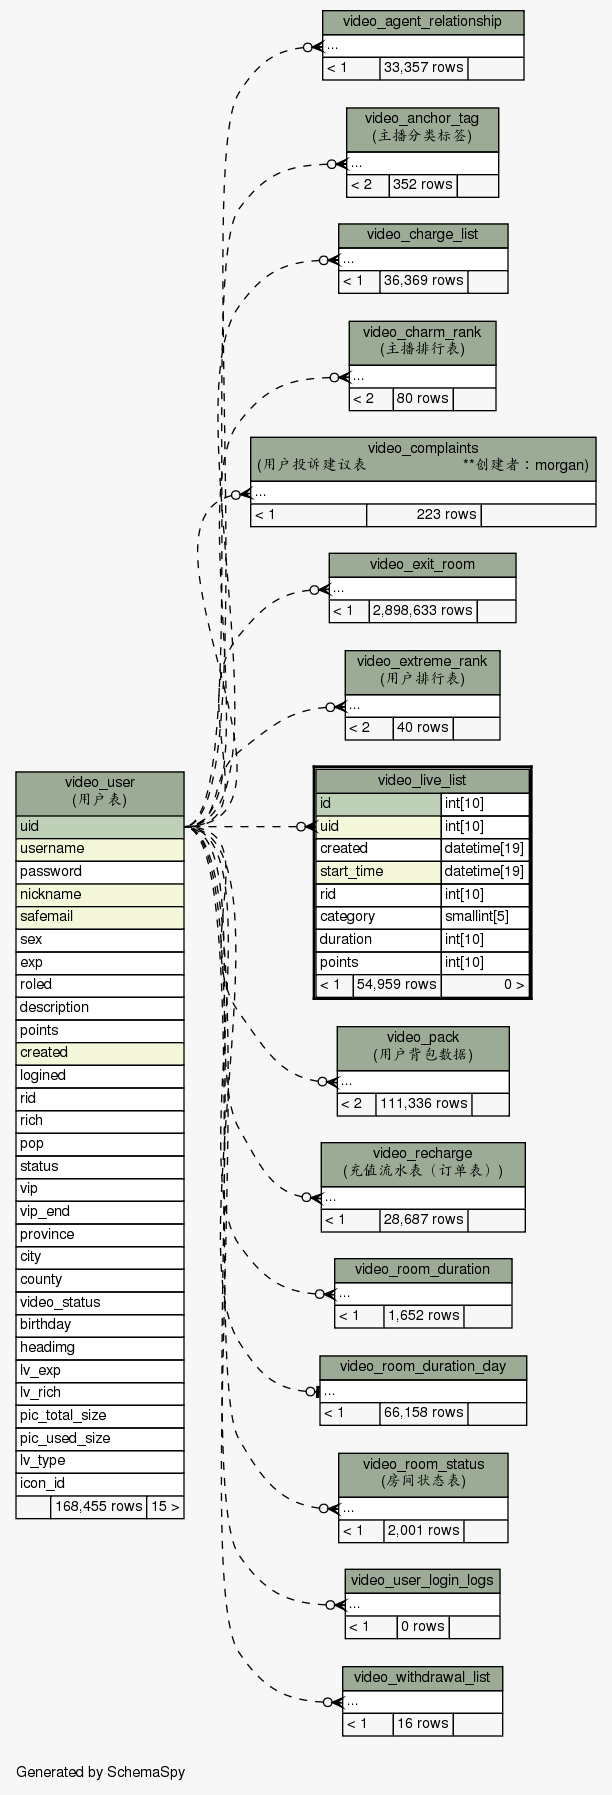 video_agent_relationship
...
< 1 33,357 rows
video_anchor_tag
(主播分类标签)
...
< 2 352 rows
video_charge_list
...
< 1 36,369 rows
video_charm_rank
(主播排行表)
...
< 2 80 rows
video_complaints
(用户投诉建议表 **创建者：morgan)
...
< 1 223 rows
video_exit_room
...
< 1 2,898,633 rows
video_extreme_rank
(用户排行表)
...
< 2 40 rows
video_user
(用户表)
uid
username
password
nickname
safemail
sex
exp
roled
description
points
created
logined
rid
rich
pop
status
vip
vip_end
province
city
county
video_status
birthday
headimg
lv_exp
lv_rich
pic_total_size
pic_used_size
lv_type
icon_id
168,455 rows 15 >
video_live_list
id int[10]
uid int[10]
created datetime[19]
start_time datetime[19]
rid int[10]
category smallint[5]
duration int[10]
points int[10]
< 1 54,959 rows 0 >
video_pack
(用户背包数据)
...
< 2 111,336 rows
video_recharge
(充值流水表（订单表）)
...
< 1 28,687 rows
video_room_duration
...
< 1 1,652 rows
video_room_duration_day
...
< 1 66,158 rows
video_room_status
(房间状态表)
...
< 1 2,001 rows
video_user_login_logs
...
< 1 0 rows
video_withdrawal_list
...
< 1 16 rows
Generated by SchemaSpy